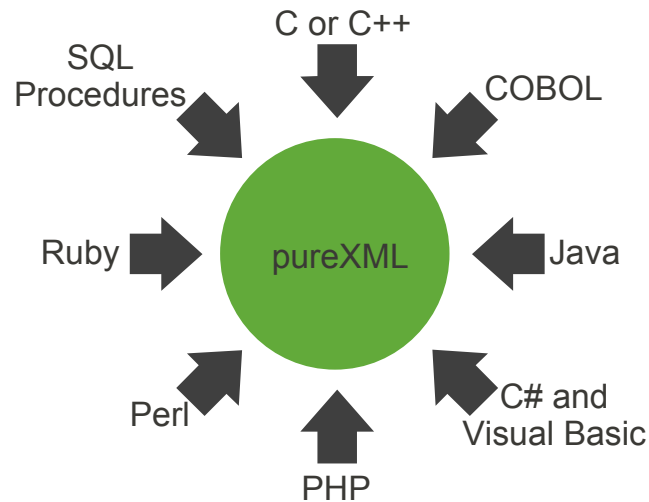 C or C++
SQL
Procedures
COBOL
Ruby
pureXML
Java
Perl
C# and
Visual Basic
PHP